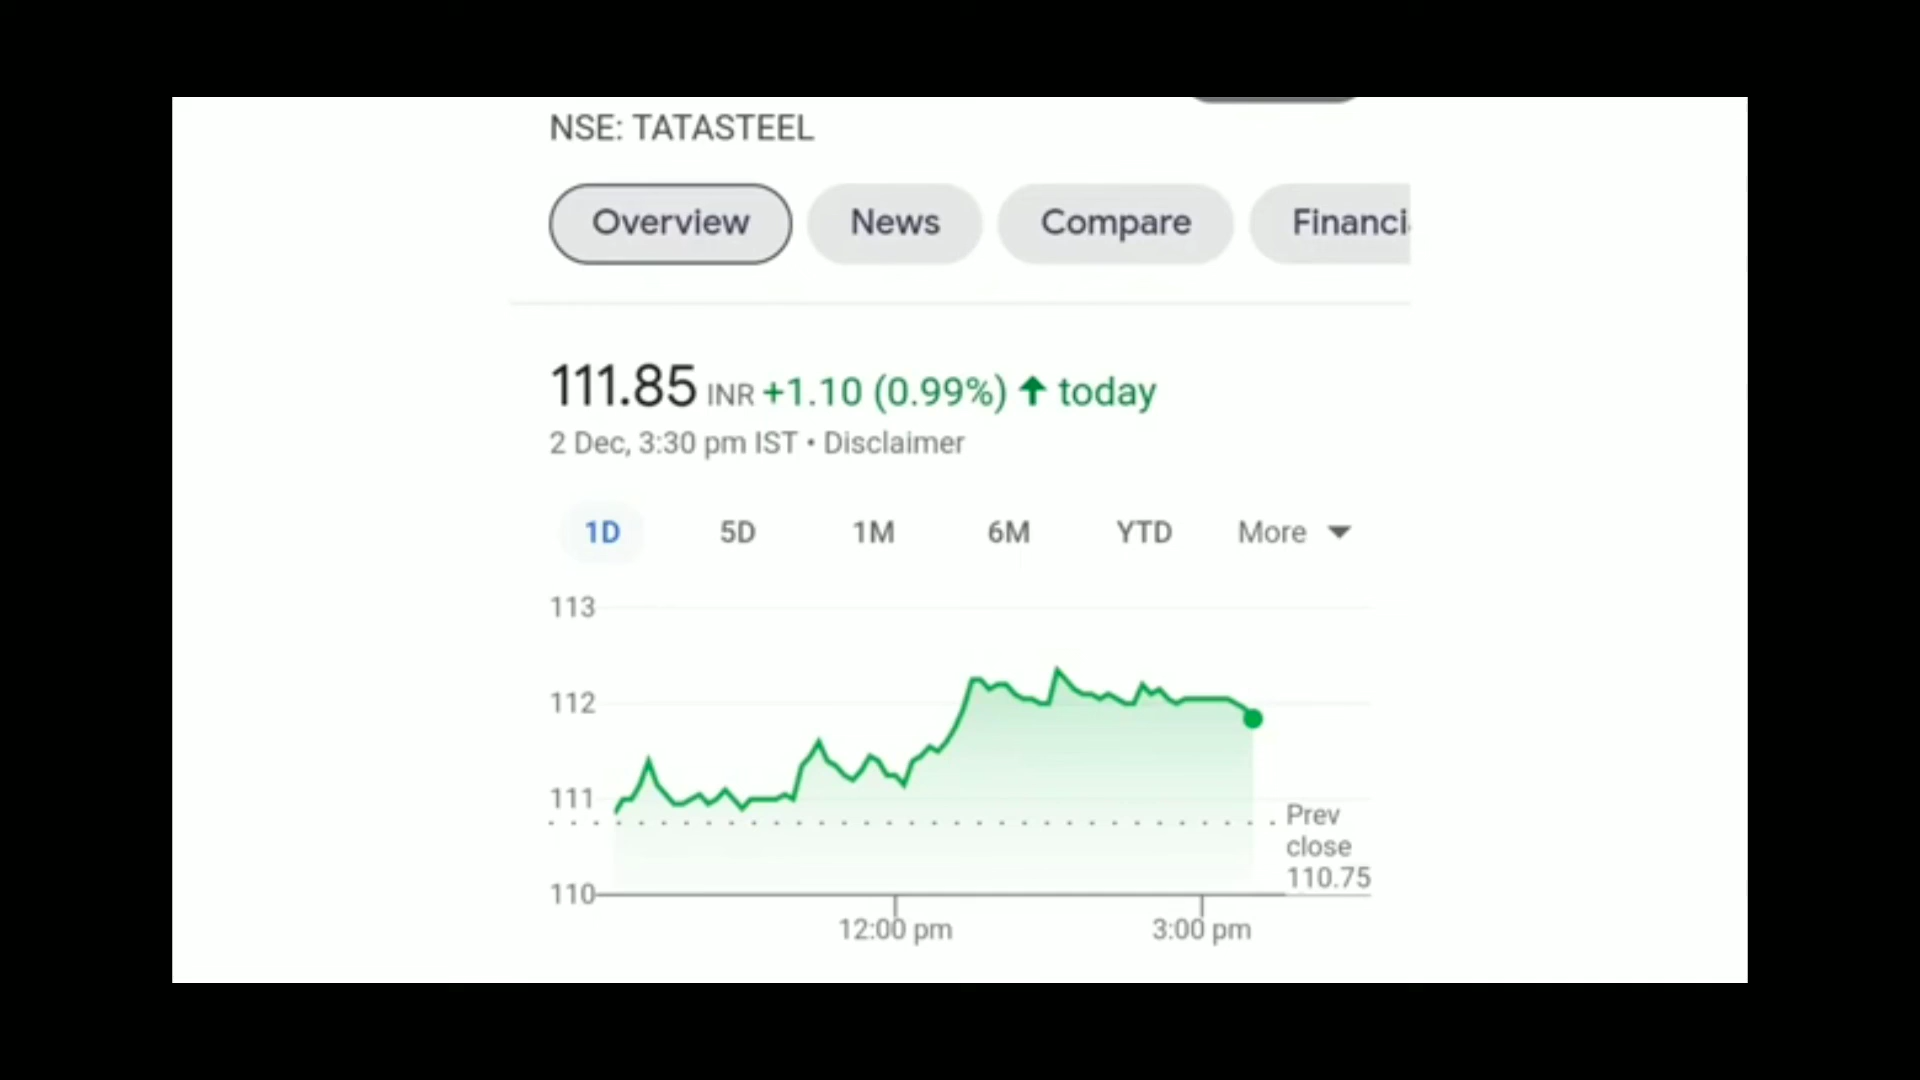 NSE: TATASTEEL
Overview News Compare Financi
111.85 INR +1.10 (0.99%) ↑ today
2 Dec, 3:30 pm IST • Disclaimer
1D 5D 1M 6M YTD More
113
112
111
Prev
close
110.75
110
12:00 pm 3:00 pm